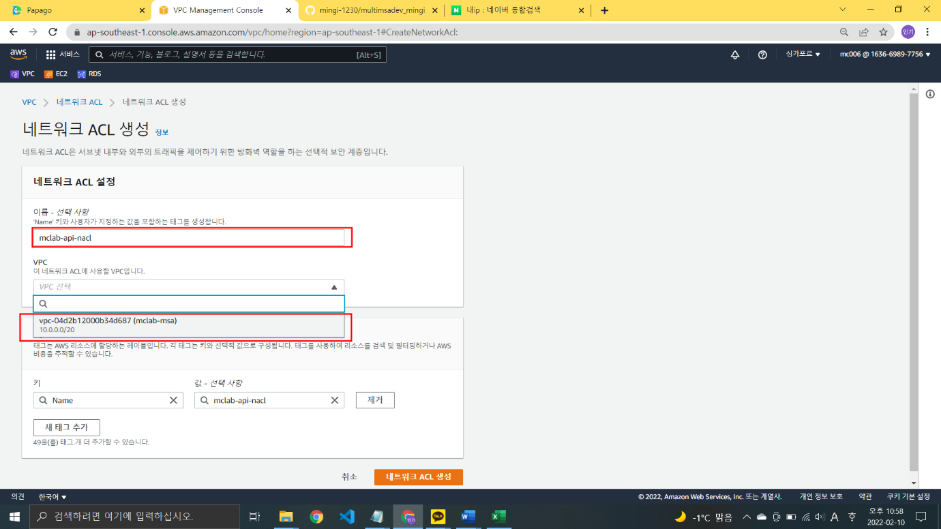 Papago
VPC Management Console
mingi-1230/multimsadev_mingi
내ip : 네이버 통합검색
ap-southeast-1.console.aws.amazon.com/vpc/home?region=ap-southeast-1#CreateNetworkAcl:
민기
aws
서비스
서비스, 기능, 블로그, 설명서 등을 검색합니다.
[Alt+S]
싱가포르
mc006 @ 1636-6989-7756
VPC
EC2
RDS
VPC
네트워크 ACL
네트워크 ACL 생성
네트워크 ACL 생성 정보
네트워크 ACL은 서브넷 내부와 외부의 트래픽을 제어하기 위한 방화벽 역할을 하는 선택적 보안 계층입니다.
네트워크 ACL 설정
이름 - 선택 사항
'Name' 키와 사용자가 지정하는 값을 포함하는 태그를 생성합니다.
mclab-api-nacl
VPC
이 네트워크 ACL에 사용할 VPC입니다.
VPC 선택
vpc-04d2b12000b34d687 (mclab-msa)
10.0.0.0/20
태그는 AWS 리소스에 할당하는 레이블입니다. 각 태그는 키와 선택적 값으로 구성됩니다. 태그를 사용하여 리소스를 검색 및 필터링하거나 AWS
비용을 추적할 수 있습니다.
키
값 - 선택 사항
Name
mclab-api-nacl
제거
새 태그 추가
49을(를) 태그.개 더 추가할 수 있습니다.
취소
네트워크 ACL 생성
의견
한국어
© 2022, Amazon Web Services, Inc. 또는 계열사.
개인 정보 보호
약관
쿠키 기본 설정
검색하려면 여기에 입력하십시오.
-1°C 맑음
A
오후 10:58
2022-02-10